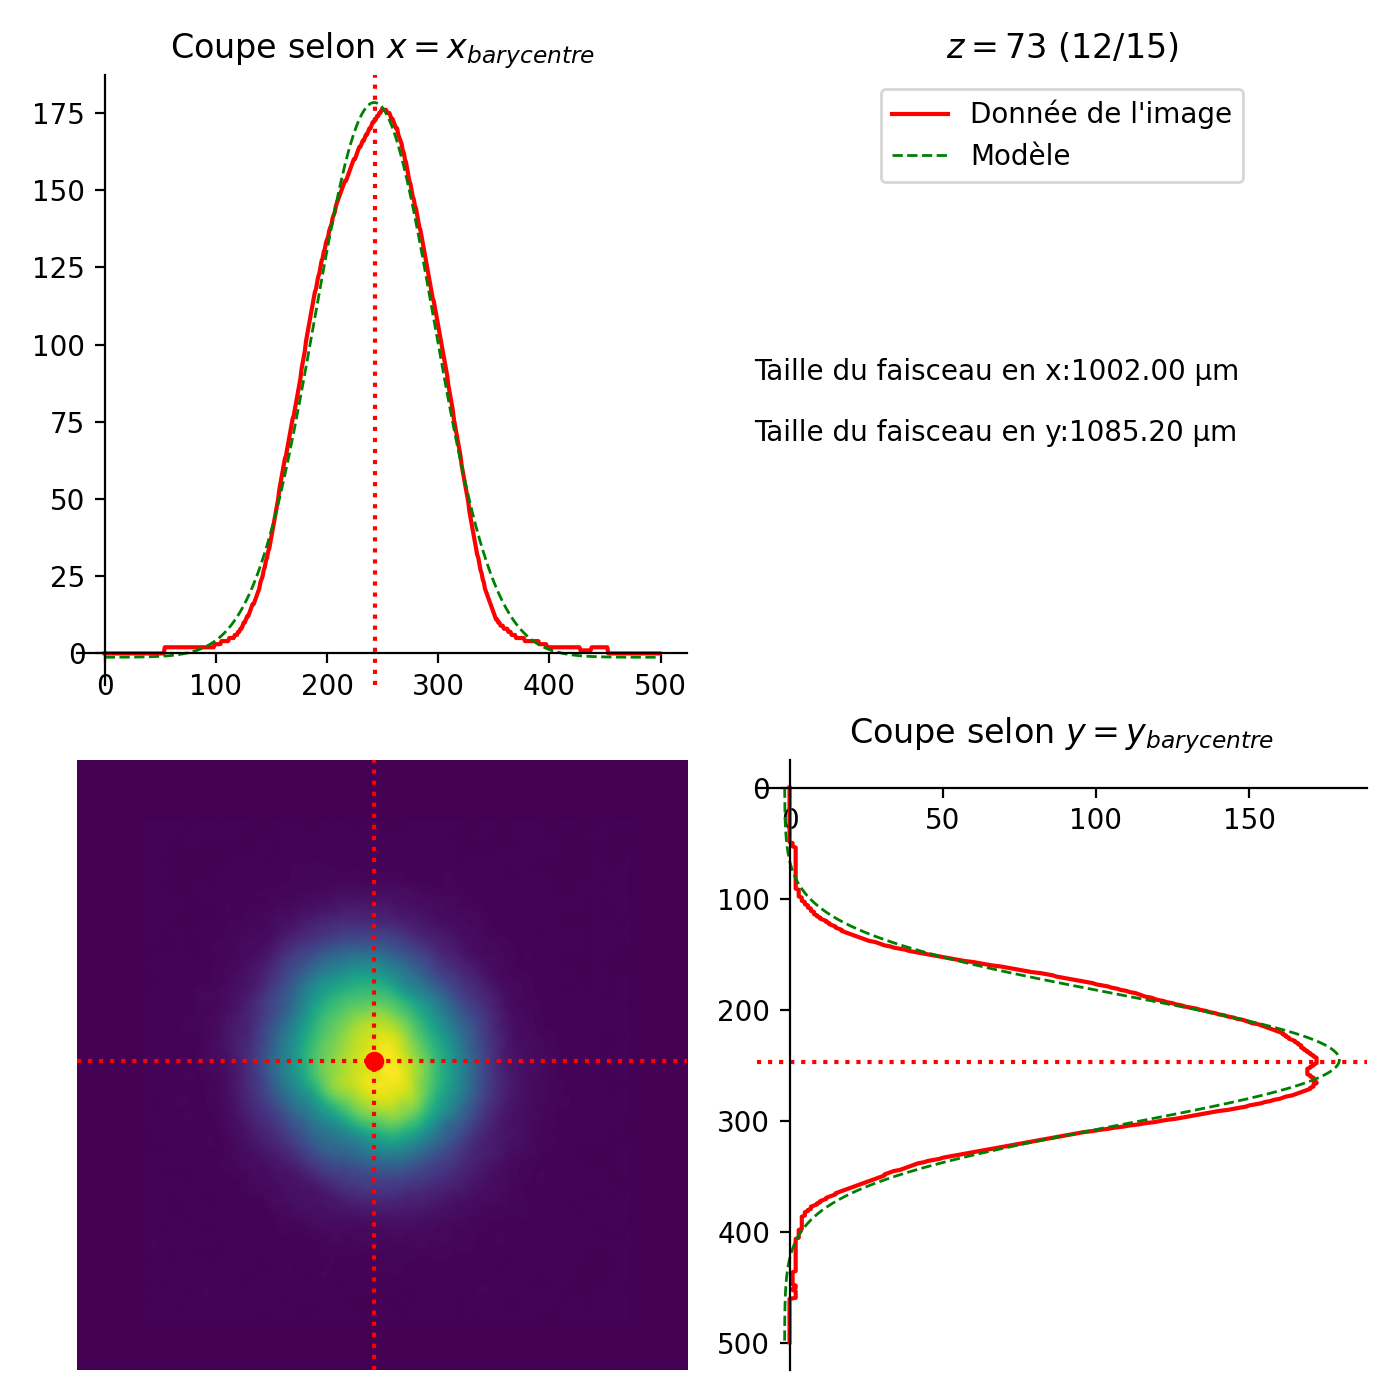 Coupe selon x = x_barycentre
175
150
125
100
75
50
25
0
0 100 200 300 400 500
z = 73 (12/15)
Donnée de l'image
Modèle
Taille du faisceau en x:1002.00 µm
Taille du faisceau en y:1085.20 µm
Coupe selon y = y_barycentre
0
0 50 100 150
100
200
300
400
500